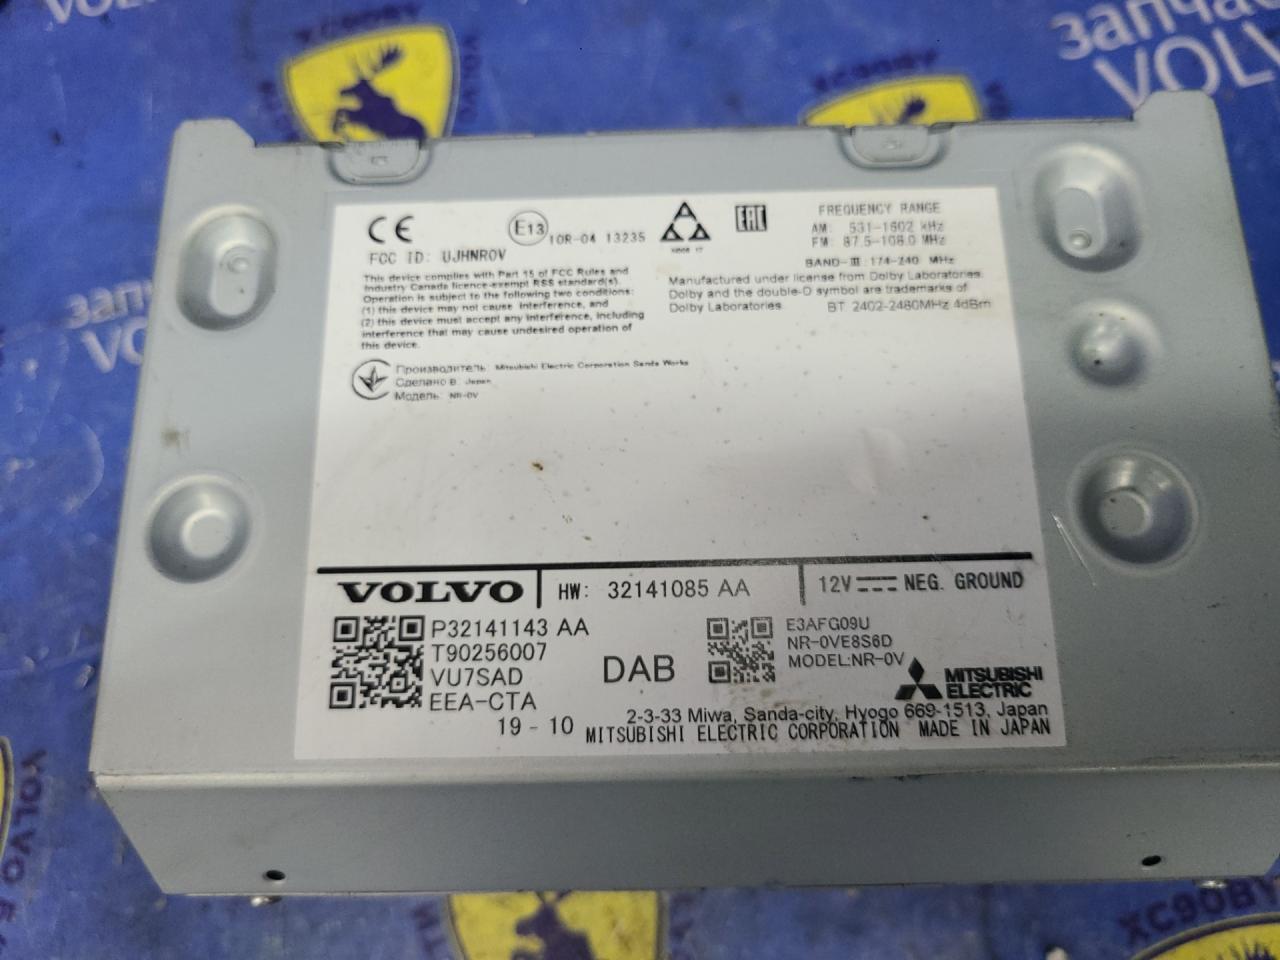 XC90BY
запчас
VOLV
CE
E13
10R-04 13235
EAC
FCC ID: UJHNR0V
This device complies with Part 15 of FCC Rules and
Industry Canada licence-exempt RSS standard(s).
Operation is subject to the following two conditions:
(1) this device may not cause interference, and
(2) this device must accept any interference, including
interference that may cause undesired operation of
this device.
FREQUENCY RANGE
AM: 531-1602 kHz
FM: 87.5-108.0 MHz
BAND-III:174-240 MHz
Manufactured under license from Dolby Laboratories.
Dolby and the double-D symbol are trademarks of
Dolby Laboratories.
BT 2402-2480MHz 4dBm
Производитель: Mitsubishi Electric Corporation Sanda Works
Сделано в: Japan
Модель: NR-0V
VOLVO
HW: 32141085 AA
12V
NEG. GROUND
P32141143 AA
T90256007
VU7SAD
EEA-CTA
19 - 10
DAB
E3AFG09U
NR-0VE8S6D
MODEL:NR-0V
MITSUBISHI
ELECTRIC
2-3-33 Miwa, Sanda-city, Hyogo 669-1513, Japan
MITSUBISHI ELECTRIC CORPORATION MADE IN JAPAN
VOLVO
XC90BY